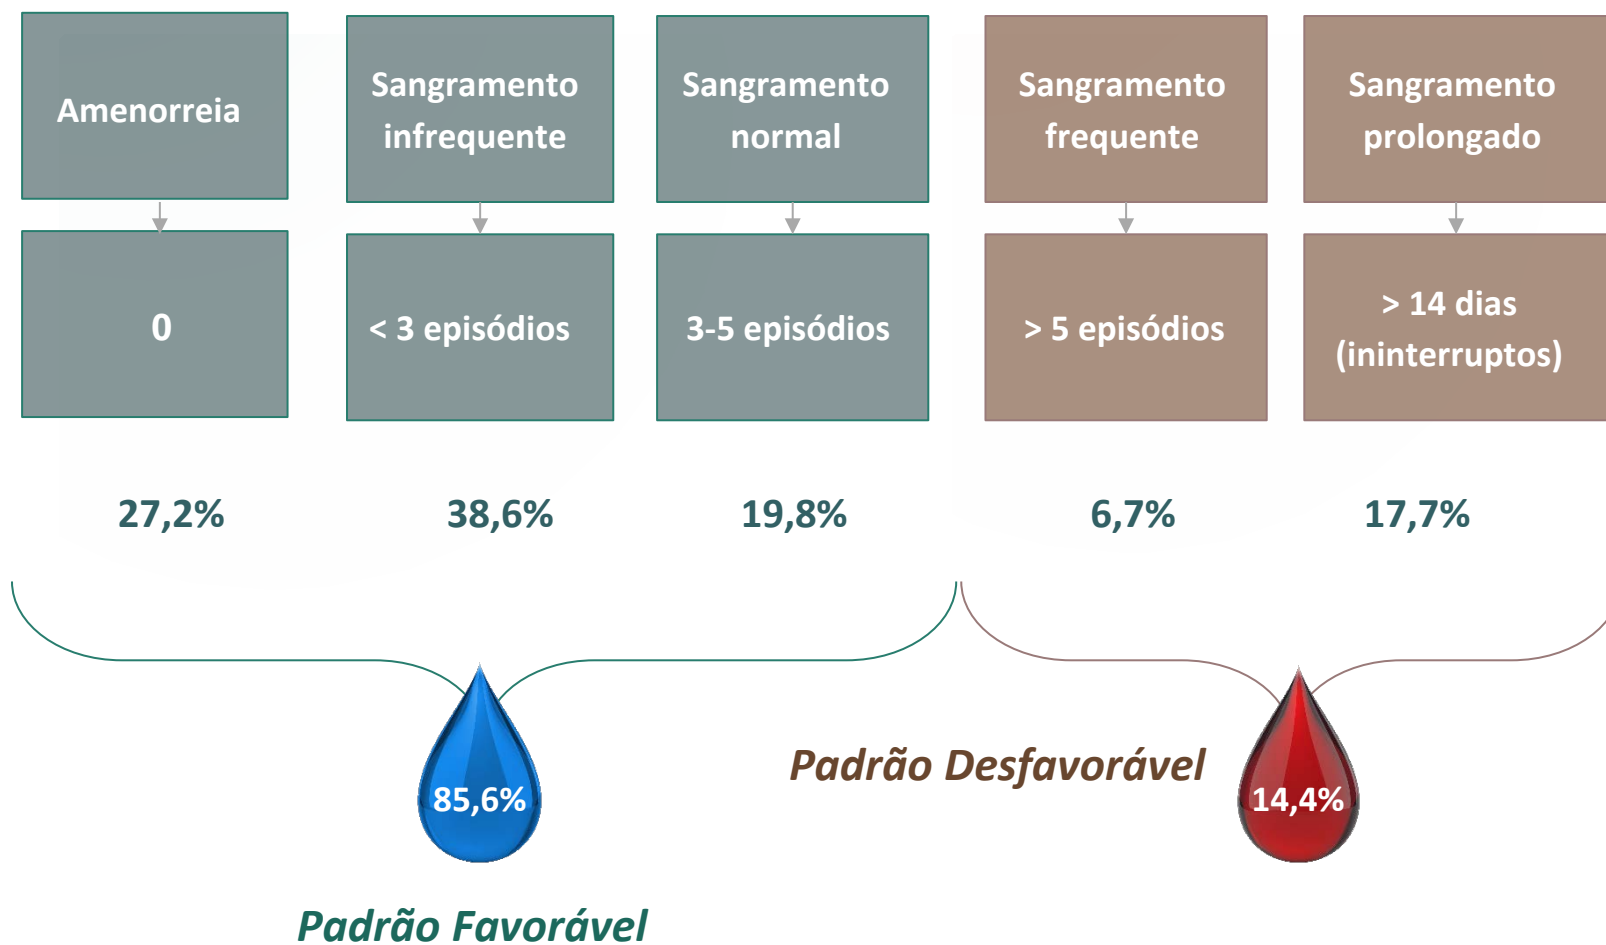 Amenorreia
Sangramento
infrequente
Sangramento
normal
Sangramento
frequente
Sangramento
prolongado
0
< 3 episódios
3-5 episódios
> 5 episódios
> 14 dias
(ininterruptos)
27,2%
38,6%
19,8%
6,7%
17,7%
85,6%
Padrão Favorável
Padrão Desfavorável
14,4%